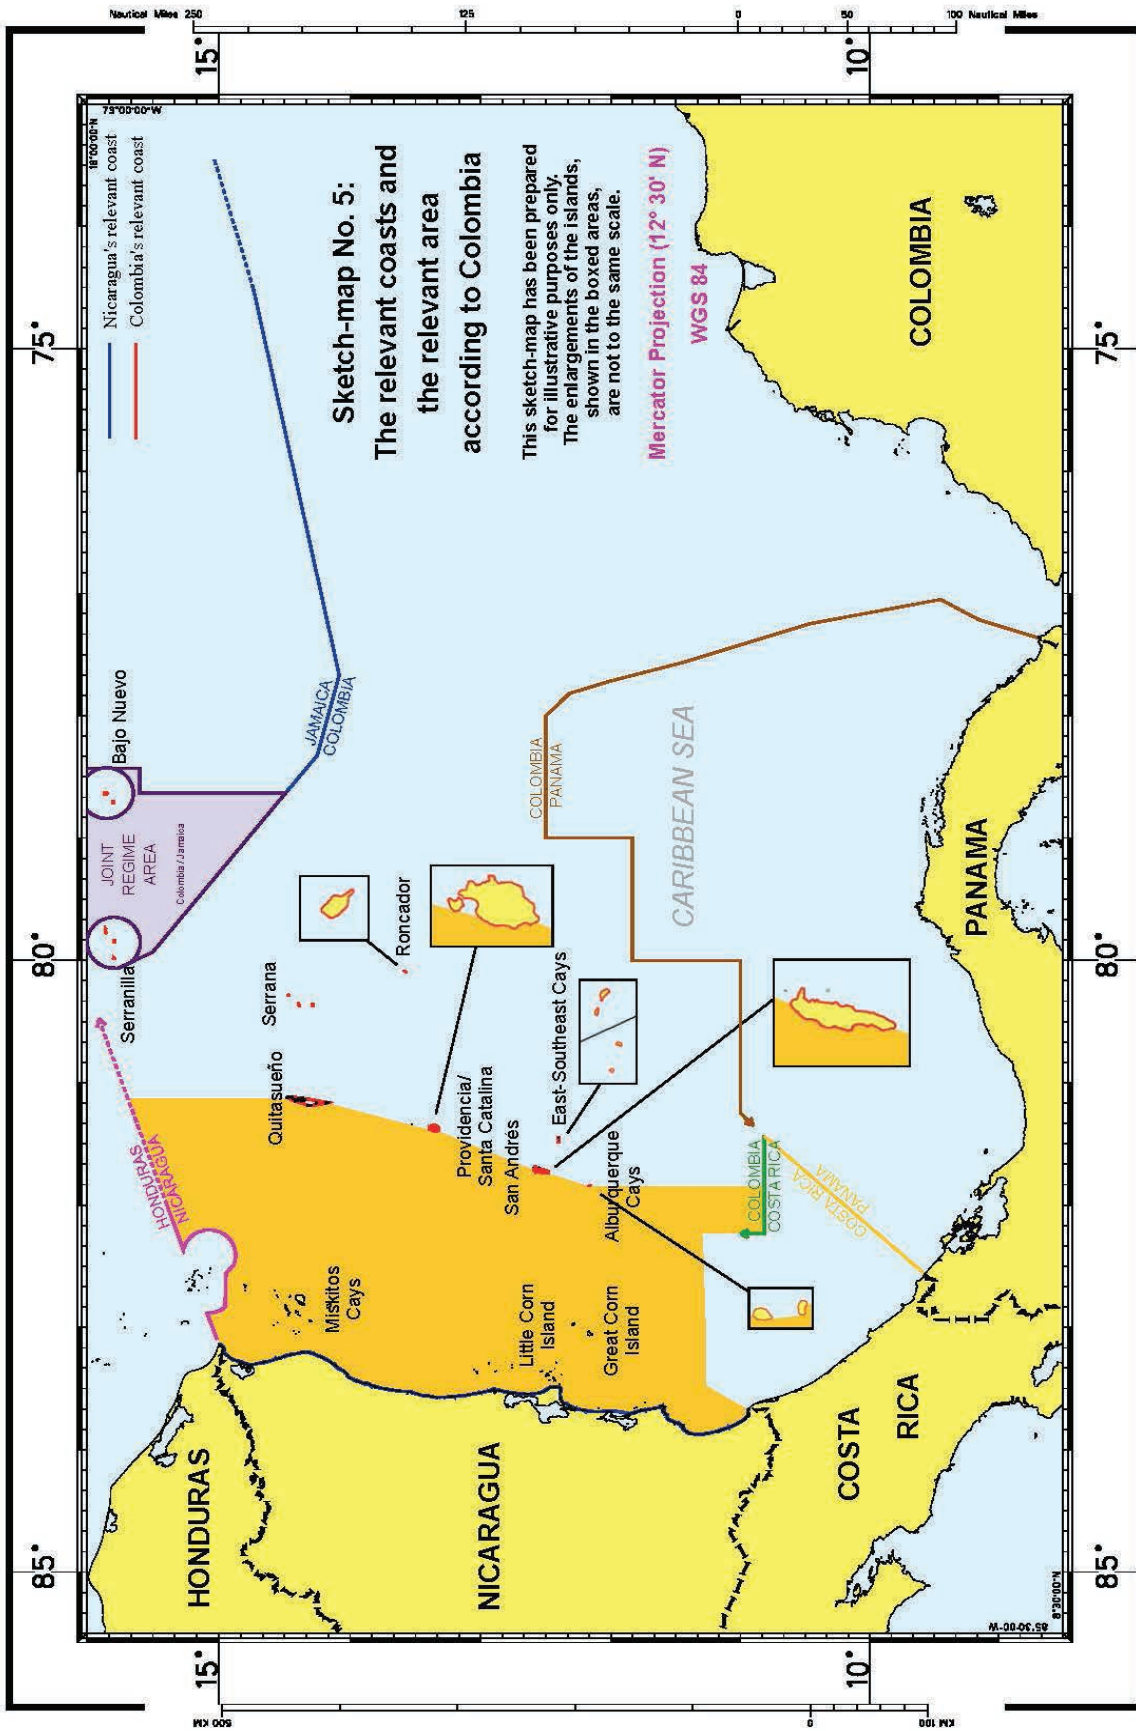 Nautical Miles 250
125
0
50
100 Nautical Miles
15°
10°
16°00'00"N
73°00'00"W
Nicaragua's relevant coast
Colombia's relevant coast
Sketch-map No. 5:
The relevant coasts and
the relevant area
according to Colombia
This sketch-map has been prepared
for illustrative purposes only.
The enlargements of the islands,
shown in the boxed areas,
are not to the same scale.
Mercator Projection (12° 30' N)
WGS 84
COLOMBIA
75°
75°
Bajo Nuevo
JAMAICA
COLOMBIA
JOINT
REGIME
AREA
Colombia / Jamaica
COLOMBIA
PANAMA
CARIBBEAN SEA
PANAMA
Roncador
80°
80°
Serranilla
Serrana
Quitasueño
Providencia/
Santa Catalina
San Andrés
East-Southeast Cays
Alburquerque
Cays
HONDURAS
NICARAGUA
COLOMBIA
COSTA RICA
COSTA RICA
PANAMA
Miskitos
Cays
Little Corn
Island
Great Corn
Island
HONDURAS
NICARAGUA
COSTA
RICA
85°
85°
85°30'00"W
8°30'00"N
15°
10°
500 KM
0
KM 100